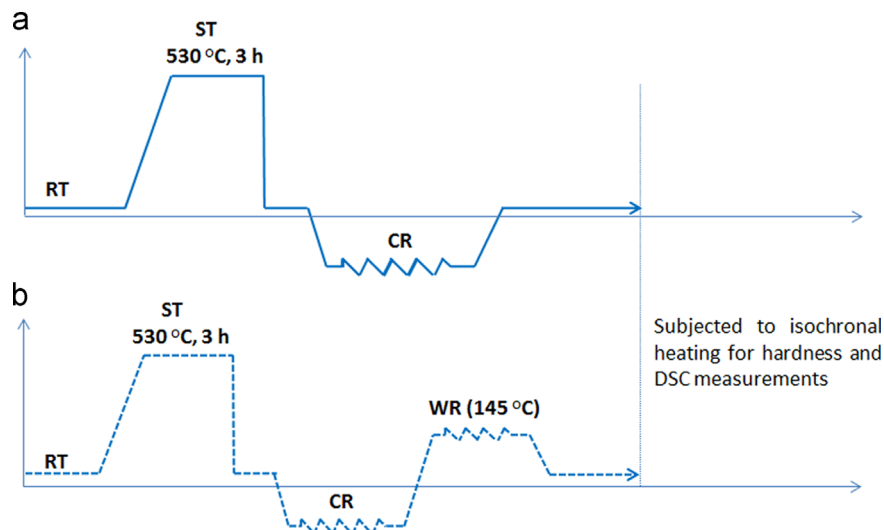 a
ST
530 °C, 3 h
RT
CR
b
ST
530 °C, 3 h
WR (145 °C)
RT
CR
Subjected to isochronal
heating for hardness and
DSC measurements